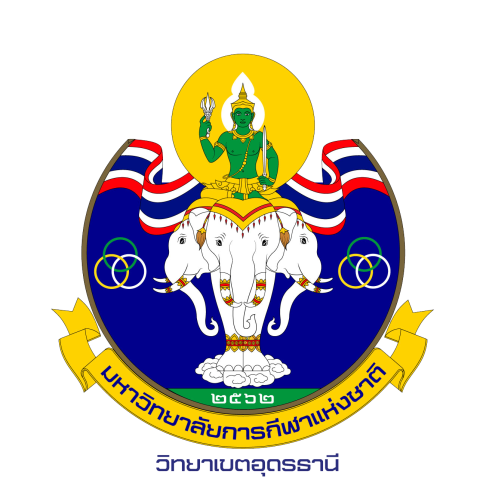 ๒๕๖๒
มหาวิทยาลัยการกีฬาแห่งชาติ
วิทยาเขตอุดรธานี